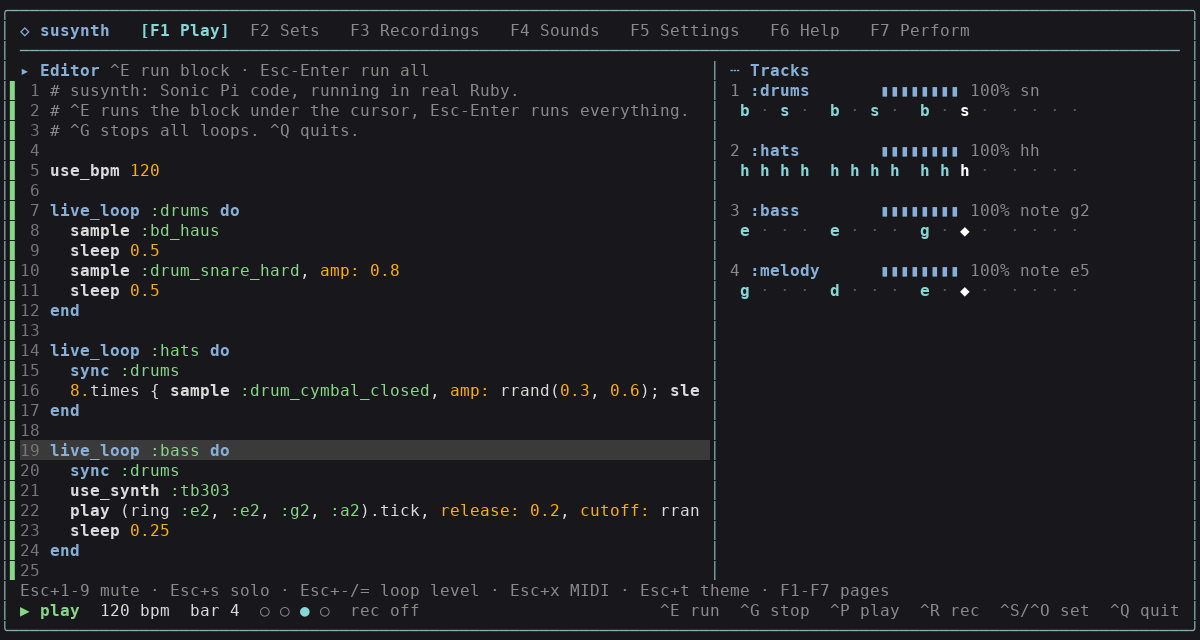 ◇ susynth [F1 Play] F2 Sets F3 Recordings F4 Sounds F5 Settings F6 Help F7 Perform
▸ Editor ^E run block · Esc-Enter run all
1 # susynth: Sonic Pi code, running in real Ruby.
2 # ^E runs the block under the cursor, Esc-Enter runs everything.
3 # ^G stops all loops. ^Q quits.
4
5 use_bpm 120
6
7 live_loop :drums do
8   sample :bd_haus
9   sleep 0.5
10   sample :drum_snare_hard, amp: 0.8
11   sleep 0.5
12 end
13
14 live_loop :hats do
15   sync :drums
16   8.times { sample :drum_cymbal_closed, amp: rrand(0.3, 0.6); sle
17 end
18
19 live_loop :bass do
20   sync :drums
21   use_synth :tb303
22   play (ring :e2, :e2, :g2, :a2).tick, release: 0.2, cutoff: rran
23   sleep 0.25
24 end
25
┄ Tracks
1 :drums ▮▮▮▮▮▮▮▮ 100% sn
b · s · b · s · b · s · · · · ·
2 :hats ▮▮▮▮▮▮▮▮ 100% hh
h h h h h h h h h h h · · · · ·
3 :bass ▮▮▮▮▮▮▮▮ 100% note g2
e · · · e · · · g · ◆ · · · · ·
4 :melody ▮▮▮▮▮▮▮▮ 100% note e5
g · · · d · · · e · ◆ · · · · ·
Esc+1-9 mute · Esc+s solo · Esc+-/= loop level · Esc+x MIDI · Esc+t theme · F1-F7 pages
▶ play 120 bpm bar 4 ○ ○ ● ○ rec off ^E run ^G stop ^P play ^R rec ^S/^O set ^Q quit